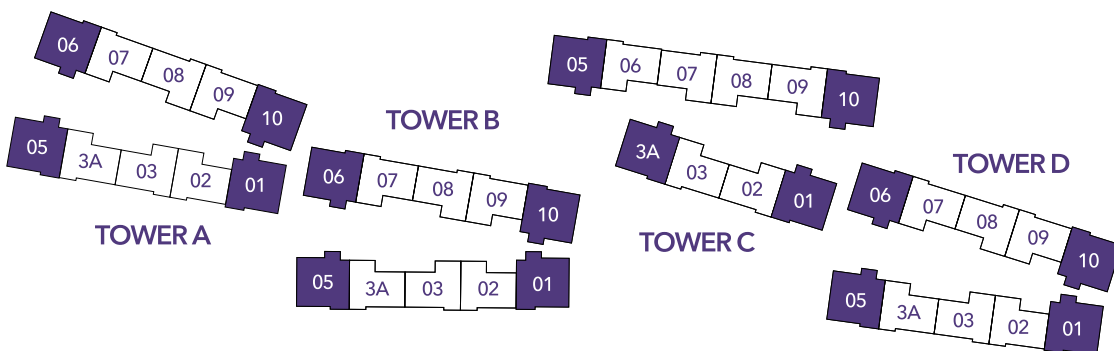 06 07 08 09 10
05 3A 03 02 01
TOWER A
TOWER B
06 07 08 09 10
05 3A 03 02 01
05 06 07 08 09 10
3A 03 02 01
TOWER C
TOWER D
06 07 08 09 10
05 3A 03 02 01